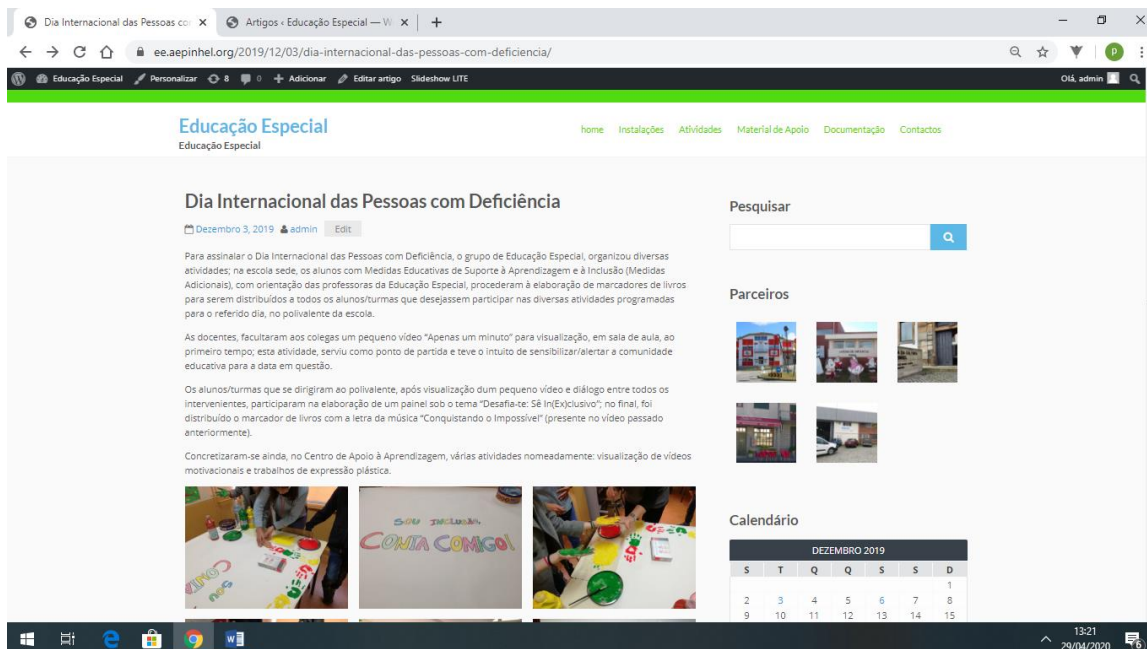 Dia Internacional das Pessoas co
Artigos ‹ Educação Especial — W
ee.aepinhel.org/2019/12/03/dia-internacional-das-pessoas-com-deficiencia/
Educação Especial Personalizar 8 0 Adicionar Editar artigo Slideshow LITE Olá, admin
Educação Especial
Educação Especial
home Instalações Atividades Material de Apoio Documentação Contactos
Dia Internacional das Pessoas com Deficiência
Dezembro 3, 2019 admin Edit
Para assinalar o Dia Internacional das Pessoas com Deficiência, o grupo de Educação Especial, organizou diversas
atividades; na escola sede, os alunos com Medidas Educativas de Suporte à Aprendizagem e à Inclusão (Medidas
Adicionais), com orientação das professoras da Educação Especial, procederam à elaboração de marcadores de livros
para serem distribuídos a todos os alunos/turmas que desejassem participar nas diversas atividades programadas
para o referido dia, no polivalente da escola.
As docentes, facultaram aos colegas um pequeno vídeo "Apenas um minuto" para visualização, em sala de aula, ao
primeiro tempo; esta atividade, serviu como ponto de partida e teve o intuito de sensibilizar/alertar a comunidade
educativa para a data em questão.
Os alunos/turmas que se dirigiram ao polivalente, após visualização dum pequeno vídeo e diálogo entre todos os
intervenientes, participaram na elaboração de um painel sob o tema "Desafia-te: Sê In(Ex)clusivo"; no final, foi
distribuído o marcador de livros com a letra da música "Conquistando o Impossível" (presente no vídeo passado
anteriormente).
Concretizaram-se ainda, no Centro de Apoio à Aprendizagem, várias atividades nomeadamente: visualização de vídeos
motivacionais e trabalhos de expressão plástica.
SOU INCLUSÃO,
CONTA COMIGO!
Pesquisar
Parceiros
Calendário
DEZEMBRO 2019
S T Q Q S S D
1
2 3 4 5 6 7 8
9 10 11 12 13 14 15
13:21
29/04/2020